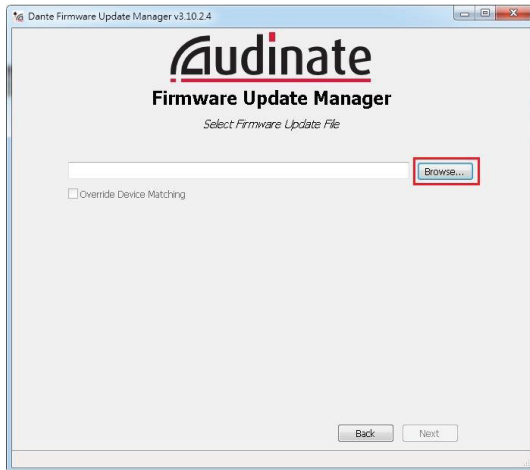 Dante Firmware Update Manager v3.10.2.4
Audinate
Firmware Update Manager
Select Firmware Update File
Browse...
Override Device Matching
Back Next